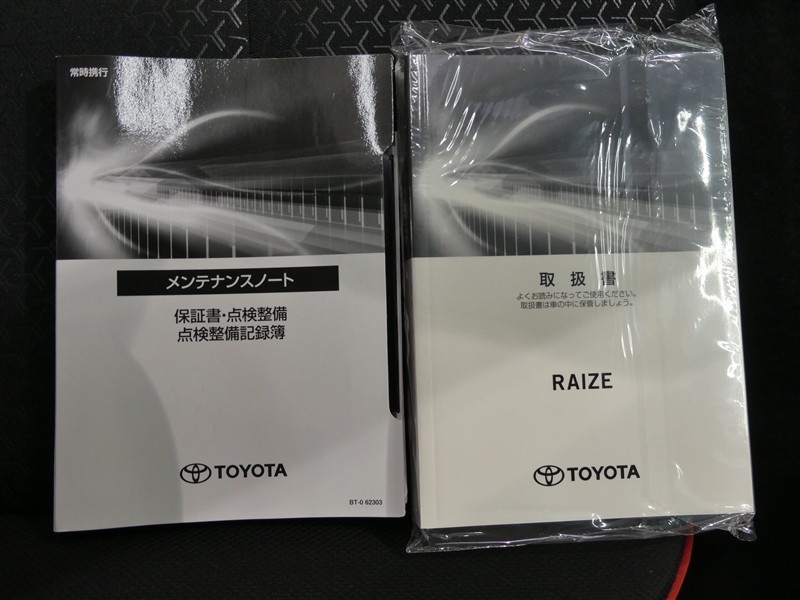 常時携行
メンテナンスノート
保証書・点検整備
点検整備記録簿
TOYOTA
BT-0 62303
取扱書
よくお読みになってご使用ください。
取扱書は車の中に保管しましょう。
RAIZE
TOYOTA